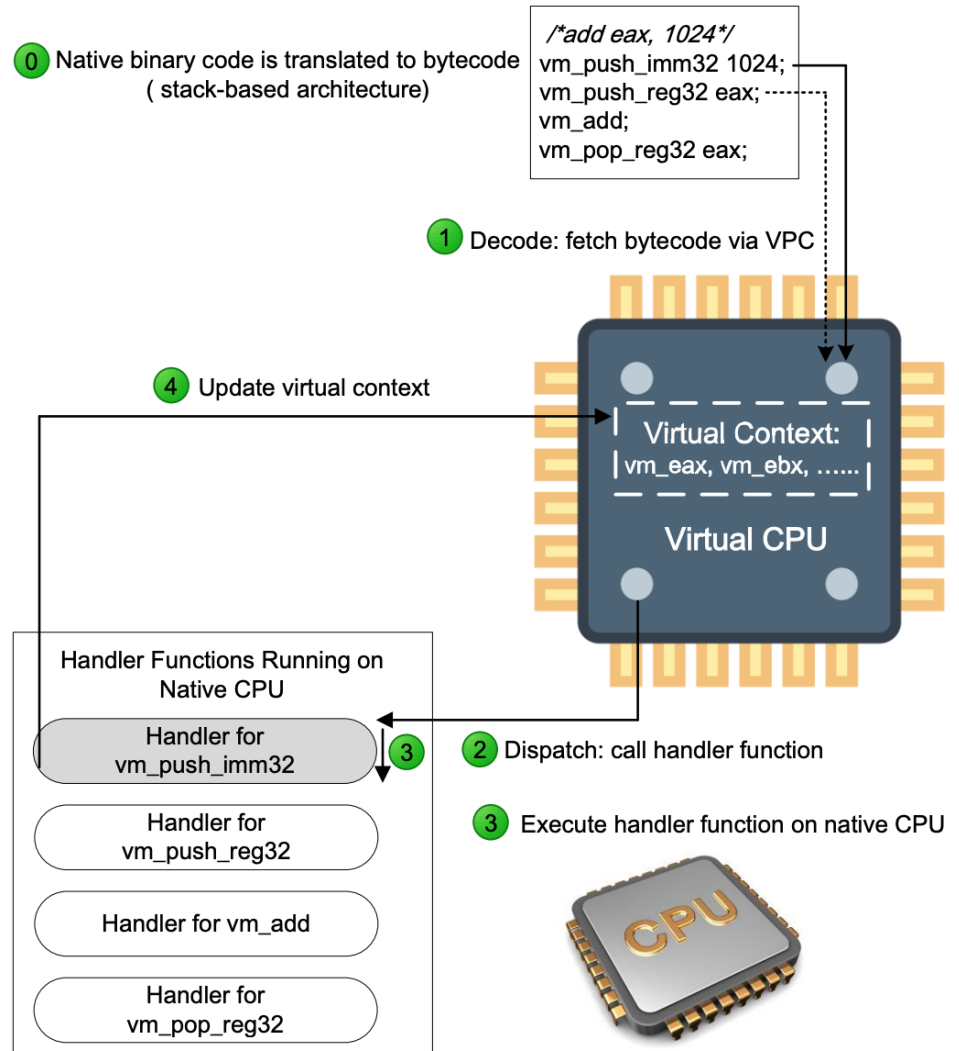 0
Native binary code is translated to bytecode
( stack-based architecture)
/*add eax, 1024*/
vm_push_imm32 1024;
vm_push_reg32 eax;
vm_add;
vm_pop_reg32 eax;
1
Decode: fetch bytecode via VPC
4
Update virtual context
Virtual Context:
vm_eax, vm_ebx, ......
Virtual CPU
Handler Functions Running on
Native CPU
Handler for
vm_push_imm32
3
2
Dispatch: call handler function
Handler for
vm_push_reg32
3
Execute handler function on native CPU
Handler for vm_add
Handler for
vm_pop_reg32
CPU